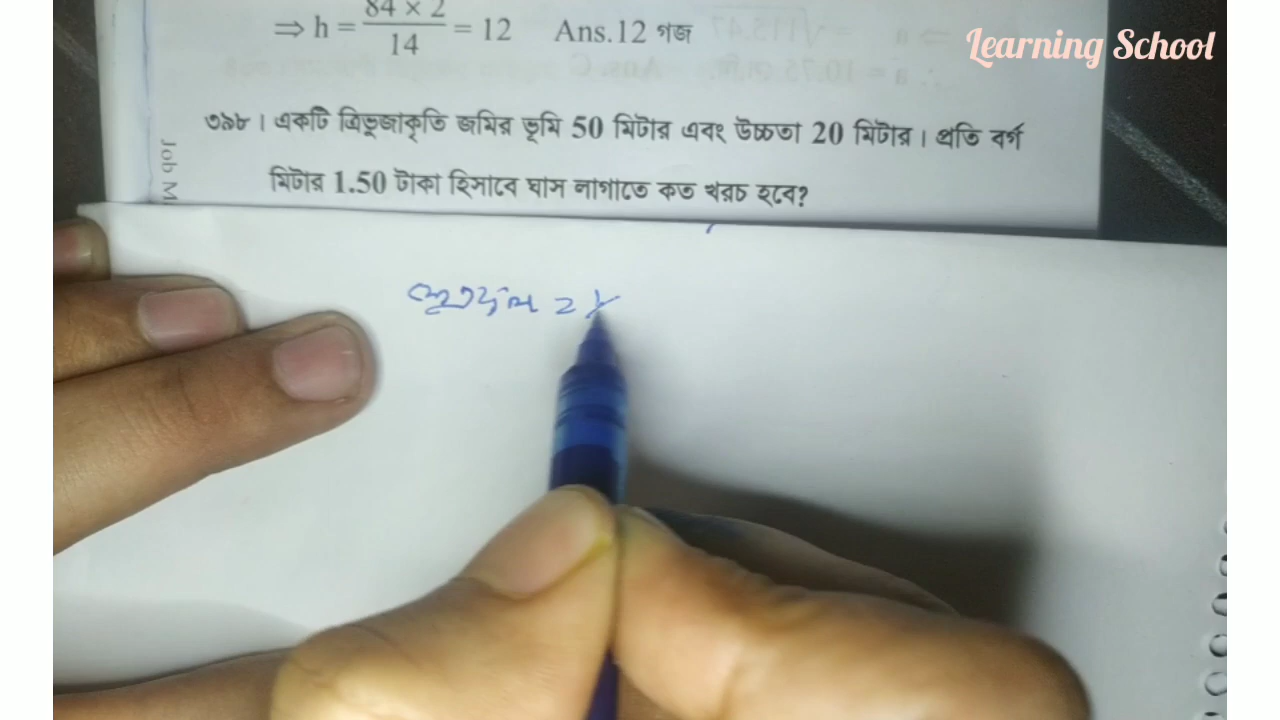 ⇒ h = 84 × 2 / 14 = 12 Ans.12 গজ
Learning School
৩৯৮। একটি ত্রিভুজাকৃতি জমির ভূমি 50 মিটার এবং উচ্চতা 20 মিটার। প্রতি বর্গ
মিটার 1.50 টাকা হিসাবে ঘাস লাগাতে কত খরচ হবে?
Job M